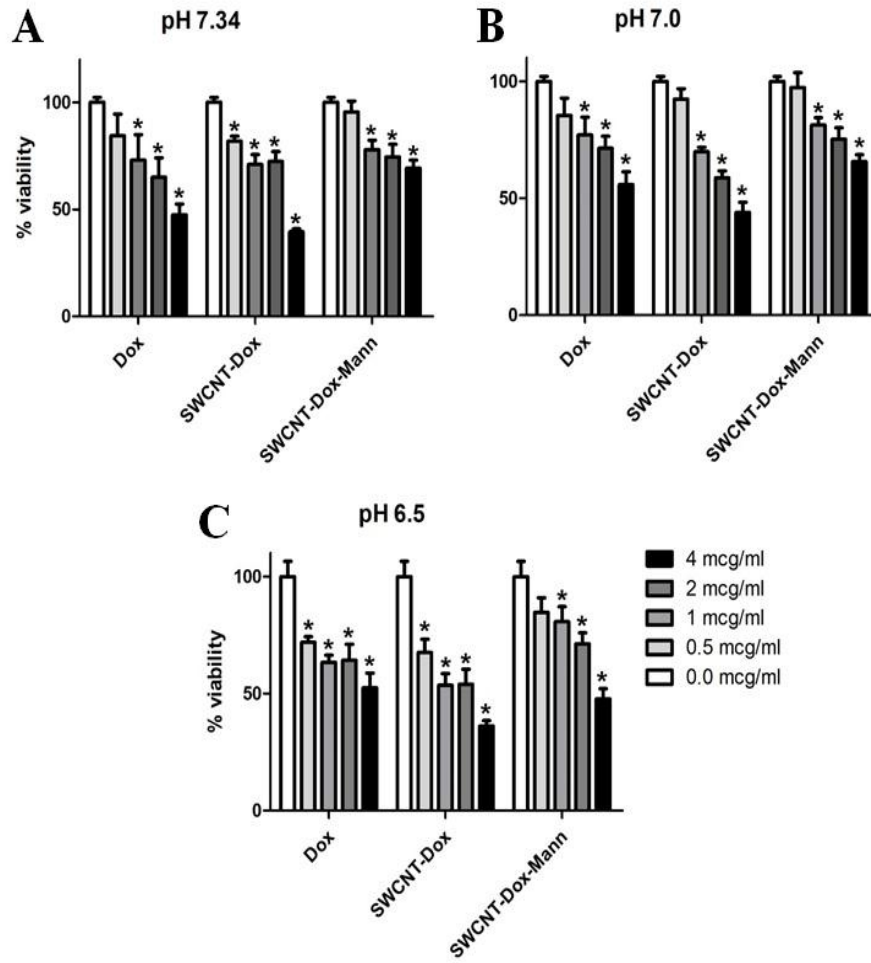 A
pH 7.34
% viability
100
50
0
* * *
* * * *
* * *
Dox
SWCNT-Dox
SWCNT-Dox-Mann
B
pH 7.0
100
50
0
* * *
* * *
* * *
Dox
SWCNT-Dox
SWCNT-Dox-Mann
C
pH 6.5
% viability
100
50
0
* * * *
* * * *
* * *
Dox
SWCNT-Dox
SWCNT-Dox-Mann
4 mcg/ml
2 mcg/ml
1 mcg/ml
0.5 mcg/ml
0.0 mcg/ml